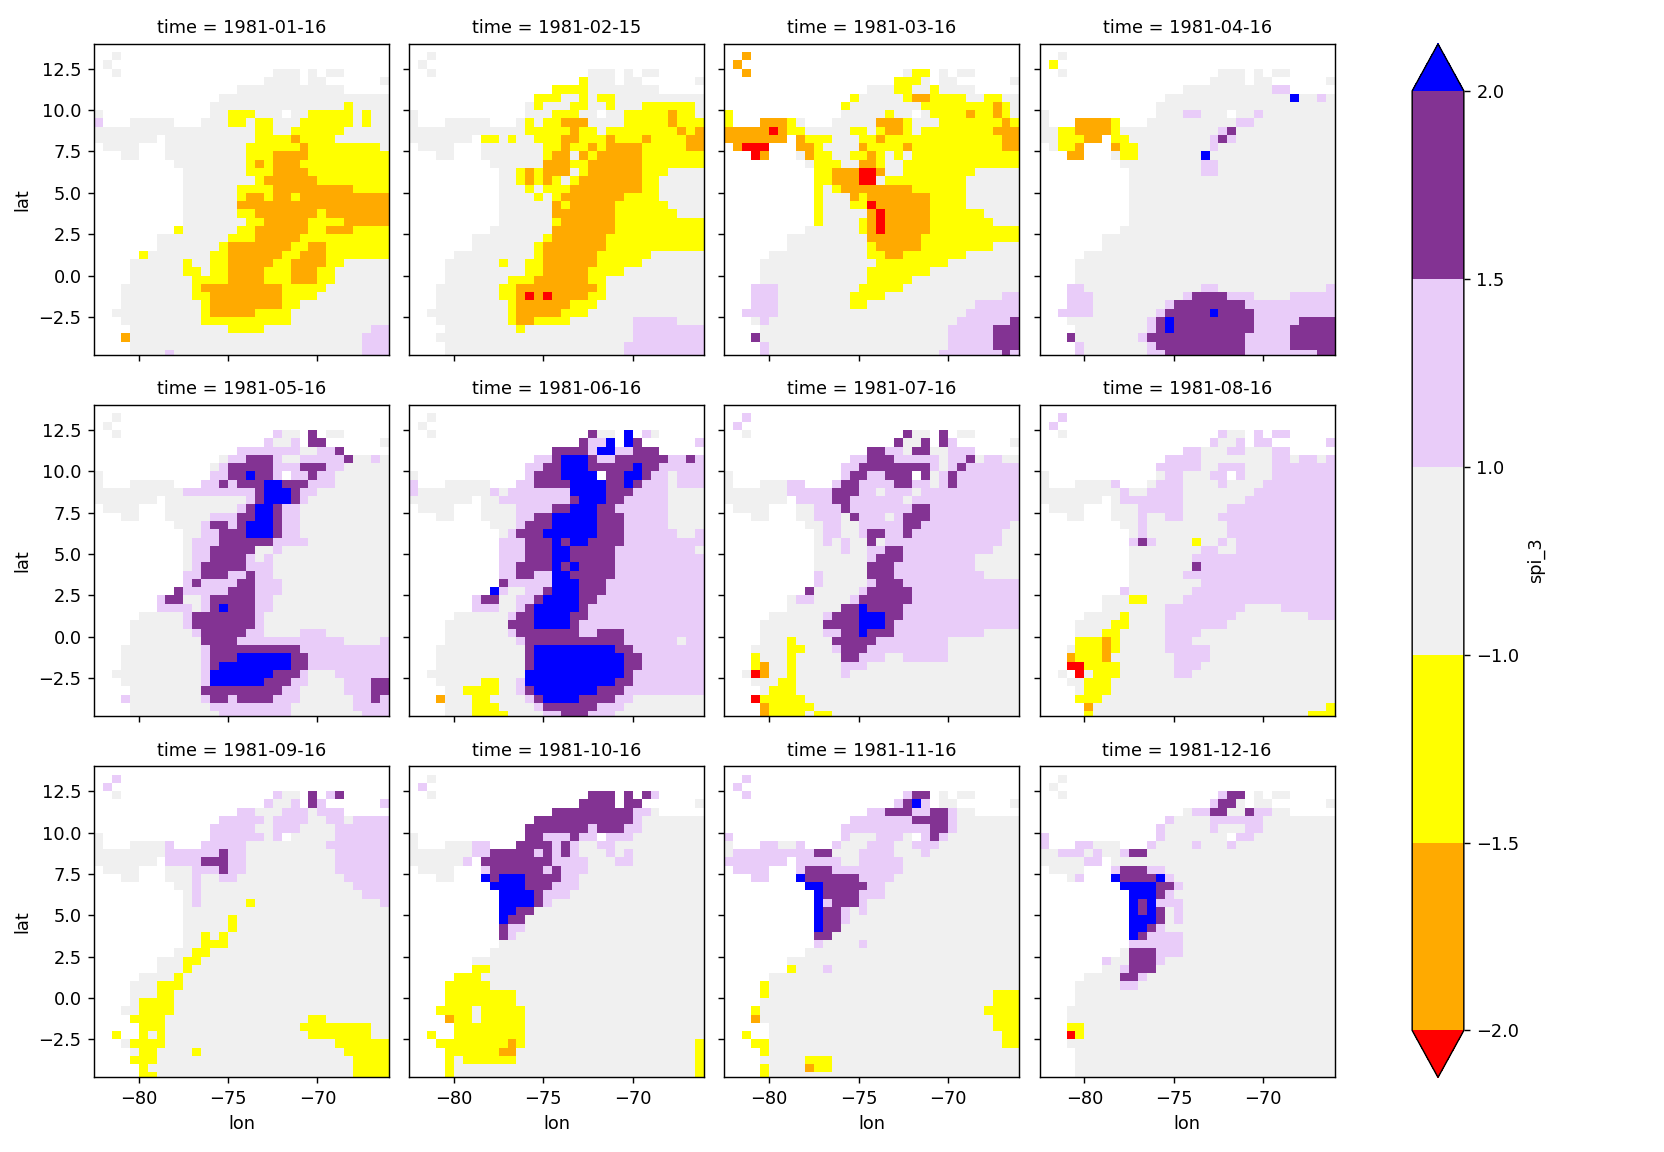 time = 1981-01-16
time = 1981-02-15
time = 1981-03-16
time = 1981-04-16
12.5
10.0
7.5
5.0
2.5
0.0
−2.5
lat
time = 1981-05-16
time = 1981-06-16
time = 1981-07-16
time = 1981-08-16
12.5
10.0
7.5
5.0
2.5
0.0
−2.5
lat
time = 1981-09-16
time = 1981-10-16
time = 1981-11-16
time = 1981-12-16
12.5
10.0
7.5
5.0
2.5
0.0
−2.5
lat
−80 −75 −70
lon
−80 −75 −70
lon
−80 −75 −70
lon
−80 −75 −70
lon
2.0
1.5
1.0
−1.0
−1.5
−2.0
spi_3